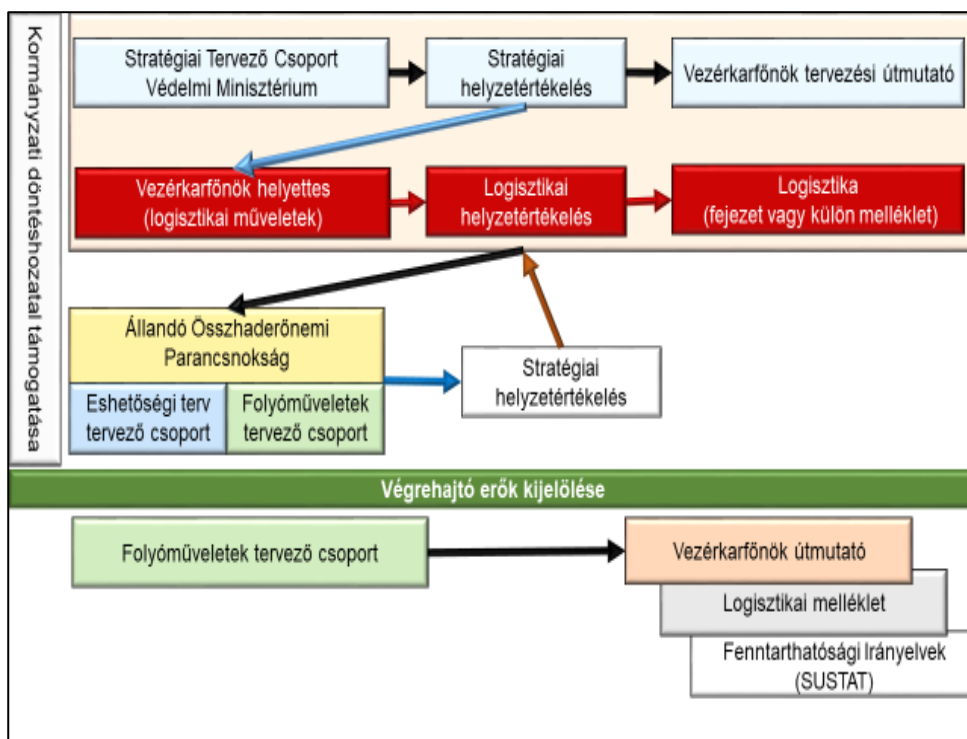 Kormányzati döntéshozatal támogatása
Stratégiai Tervező Csoport
Védelmi Minisztérium
Stratégiai
helyzetértékelés
Vezérkarfőnök tervezési útmutató
Vezérkarfőnök helyettes
(logisztikai műveletek)
Logisztikai
helyzetértékelés
Logisztika
(fejezet vagy külön melléklet)
Állandó Összhaderőnemi
Parancsnokság
Eshetőségi terv
tervező csoport
Folyóműveletek
tervező csoport
Stratégiai
helyzetértékelés
Végrehajtó erők kijelölése
Folyóműveletek tervező csoport
Vezérkarfőnök útmutató
Logisztikai melléklet
Fenntarthatósági Irányelvek
(SUSTAT)